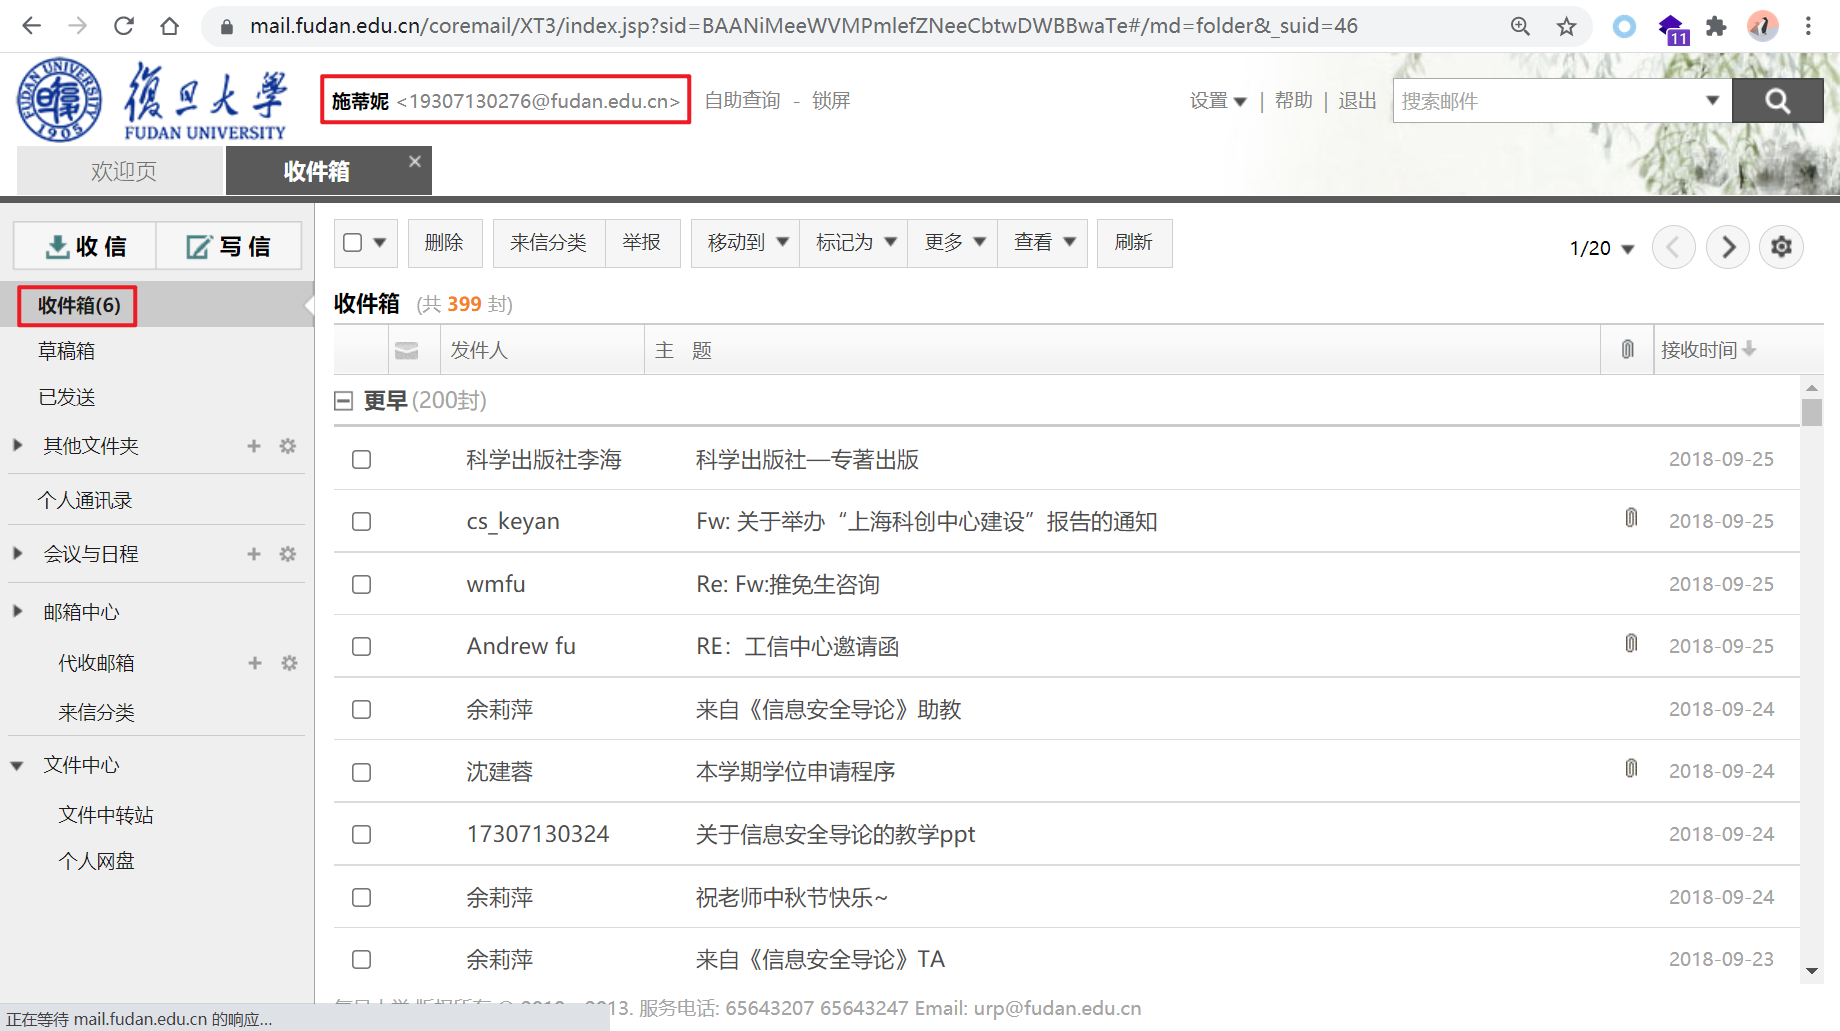 mail.fudan.edu.cn/coremail/XT3/index.jsp?sid=BAANiMeeWVMPmlefZNeeCbtwDWBBwaTe#/md=folder&_suid=46
11
FUDAN UNIVERSITY
1905
復旦大學
FUDAN UNIVERSITY
施蒂妮 <19307130276@fudan.edu.cn> 自助查询 - 锁屏
设置 | 帮助 | 退出
搜索邮件
欢迎页
收件箱
收信
写信
收件箱(6)
草稿箱
已发送
其他文件夹
个人通讯录
会议与日程
邮箱中心
代收邮箱
来信分类
文件中心
文件中转站
个人网盘
删除 来信分类 举报 移动到 标记为 更多 查看 刷新
1/20
收件箱 (共 399 封)
发件人 主 题 接收时间
更早 (200封)
科学出版社李海 科学出版社—专著出版 2018-09-25
cs_keyan Fw: 关于举办“上海科创中心建设”报告的通知 2018-09-25
wmfu Re: Fw:推免生咨询 2018-09-25
Andrew fu RE：工信中心邀请函 2018-09-25
余莉萍 来自《信息安全导论》助教 2018-09-24
沈建蓉 本学期学位申请程序 2018-09-24
17307130324 关于信息安全导论的教学ppt 2018-09-24
余莉萍 祝老师中秋节快乐~ 2018-09-24
余莉萍 来自《信息安全导论》TA 2018-09-23
13. 服务电话: 65643207 65643247 Email: urp@fudan.edu.cn
正在等待 mail.fudan.edu.cn 的响应...